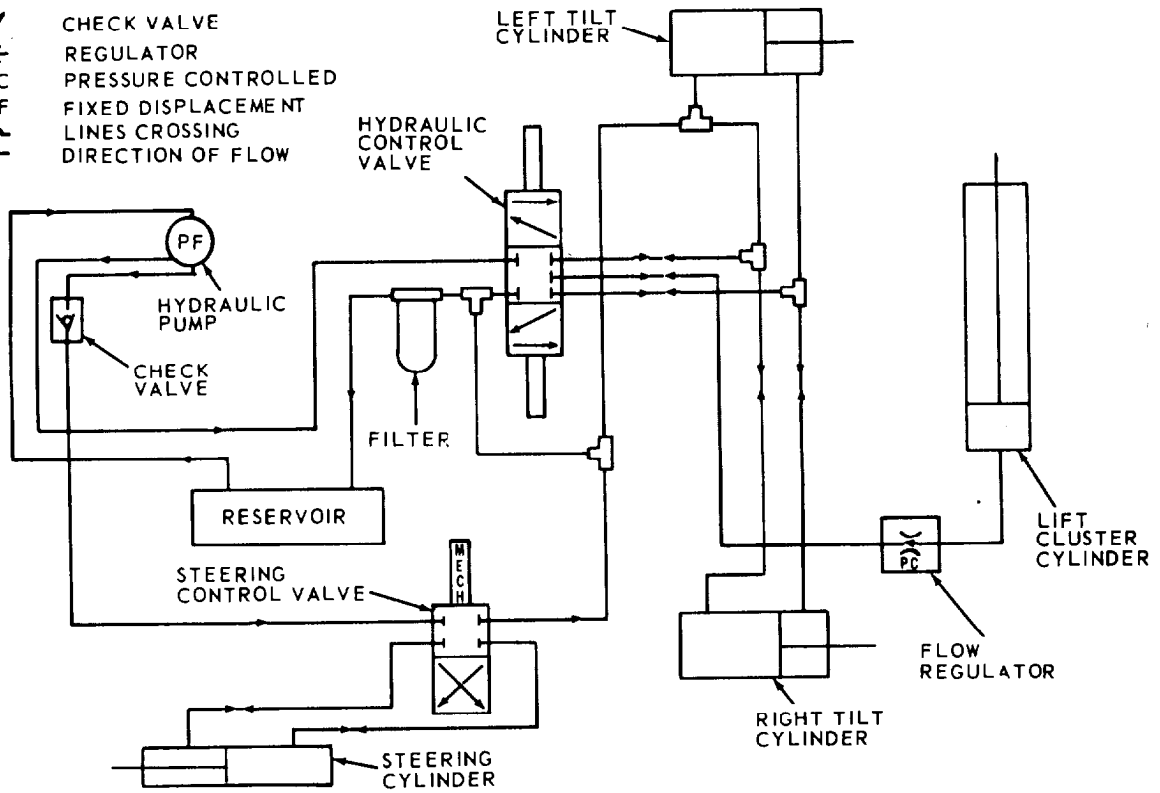 CHECK VALVE
REGULATOR
C PRESSURE CONTROLLED
F FIXED DISPLACEMENT
LINES CROSSING
DIRECTION OF FLOW
LEFT TILT
CYLINDER
HYDRAULIC
CONTROL
VALVE
PF
HYDRAULIC
PUMP
CHECK
VALVE
FILTER
RESERVOIR
LIFT
CLUSTER
CYLINDER
PC
MECH
STEERING
CONTROL VALVE
FLOW
REGULATOR
RIGHT TILT
CYLINDER
STEERING
CYLINDER